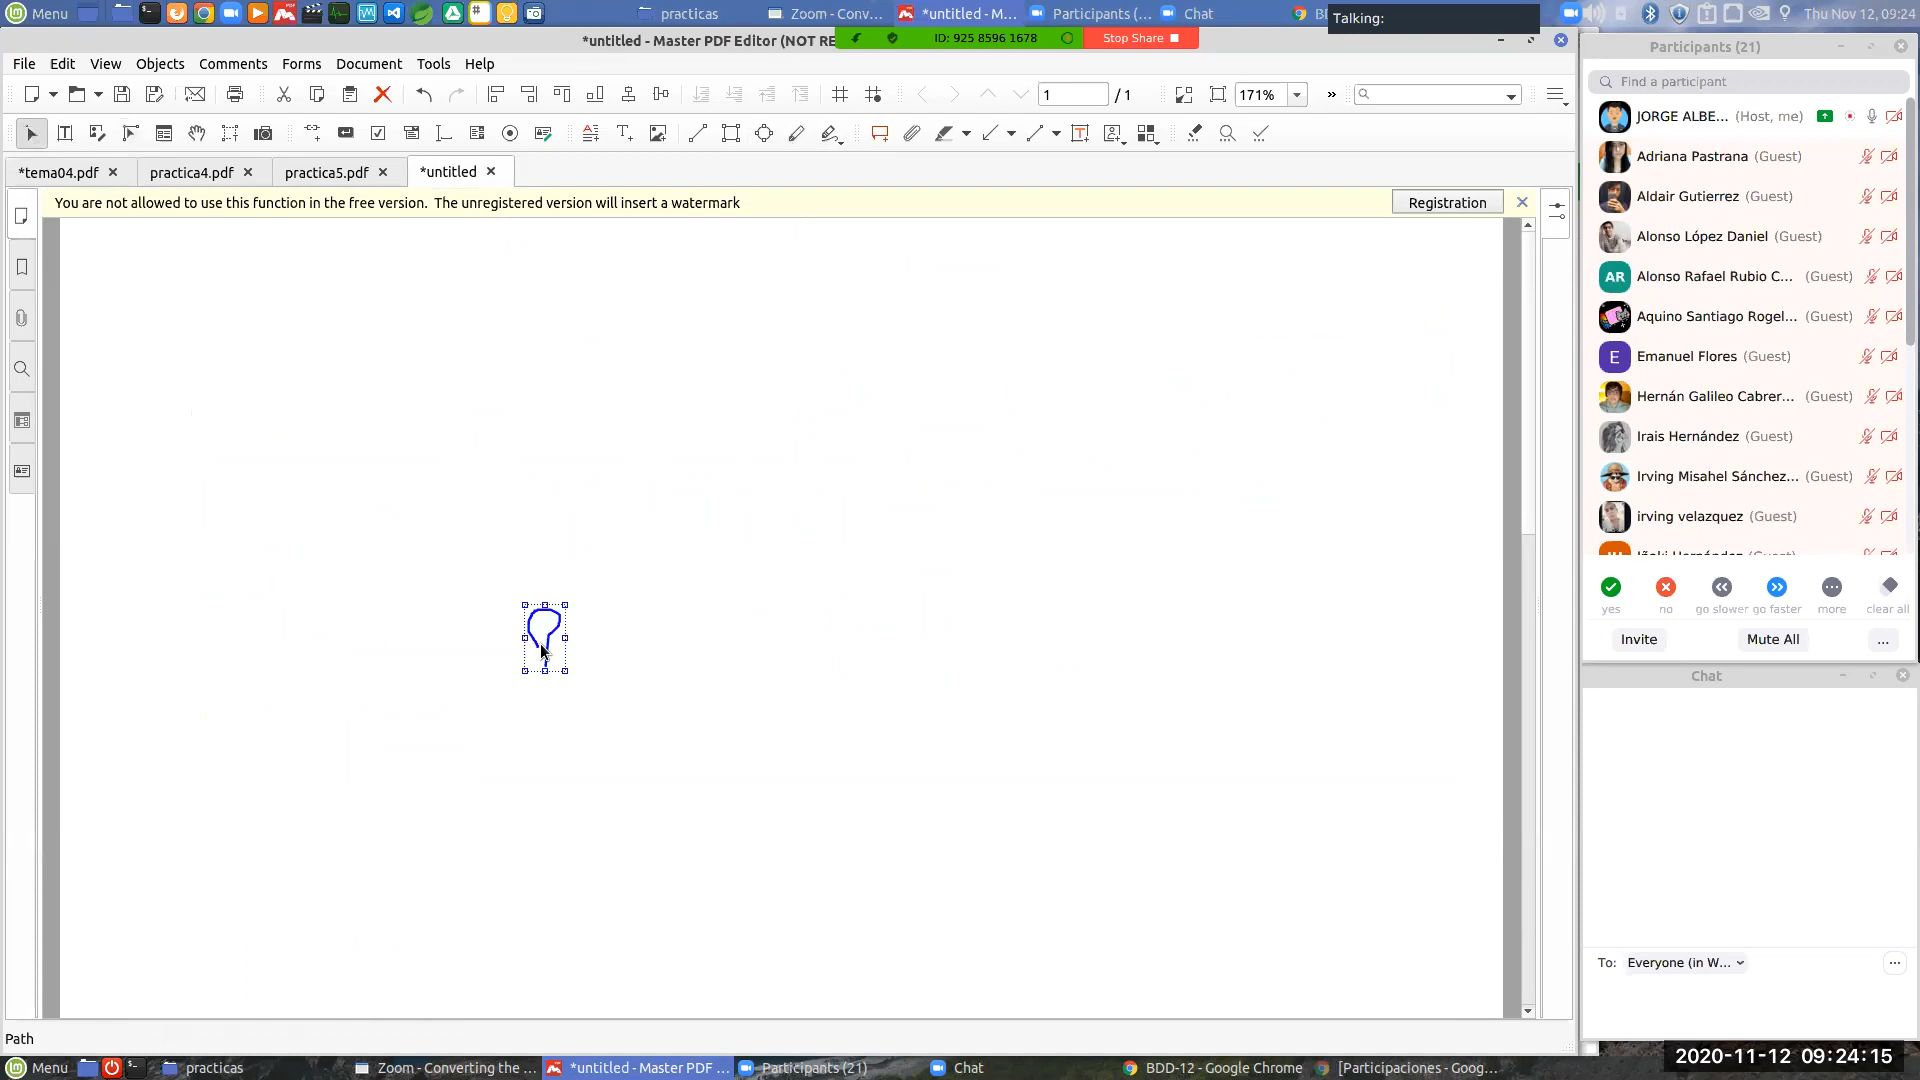 Menu
practicas
Zoom - Conv...
*untitled - M...
Participants (...
Chat
Talking:
Thu Nov 12, 09:24
*untitled - Master PDF Editor (NOT RE
ID: 925 8596 1678
Stop Share
File Edit View Objects Comments Forms Document Tools Help
1 / 1
171%
*tema04.pdf
practica4.pdf
practica5.pdf
*untitled
You are not allowed to use this function in the free version. The unregistered version will insert a watermark
Registration
Path
Participants (21)
Find a participant
JORGE ALBE... (Host, me)
Adriana Pastrana (Guest)
Aldair Gutierrez (Guest)
Alonso López Daniel (Guest)
AR Alonso Rafael Rubio C... (Guest)
Aquino Santiago Rogel... (Guest)
E Emanuel Flores (Guest)
Hernán Galileo Cabrer... (Guest)
Irais Hernández (Guest)
Irving Misahel Sánchez... (Guest)
irving velazquez (Guest)
yes no go slower go faster more clear all
Invite Mute All ...
Chat
To: Everyone (in W...
Menu
practicas
Zoom - Converting the ...
*untitled - Master PDF ...
Participants (21)
Chat
BDD-12 - Google Chrome
[Participaciones - Goog...
2020-11-12 09:24:15